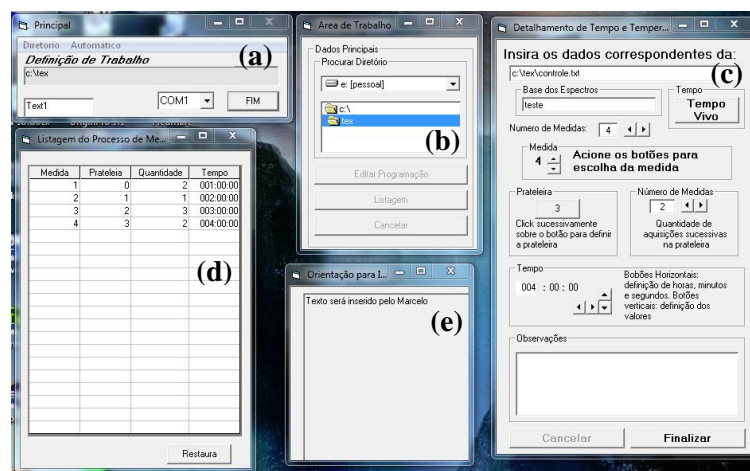 Principal
Diretorio Automático
(a)
Definição de Trabalho
c:\tex
Text1
COM1
FIM
Area de Trabalho
Dados Principais
Procurar Diretório
e: [pessoal]
c:\
tex
(b)
Editar Programação
Listagem
Cancelar
Detalhamento de Tempo e Temper...
Insira os dados correspondentes da:
c:\tex\controle.txt
(c)
Base dos Espectros
teste
Tempo
Tempo
Vivo
Numero de Medidas: 4
Medida
4
Acione os botões para
escolha da medida
Prateleira
3
Click sucessivamente
sobre o botão para definir
a prateleira
Número de Medidas
2
Quantidade de
aquisições sucessivas
na prateleira
Tempo
004 : 00 : 00
Bobões Horizontais:
definição de horas, minutos
e segundos. Botões
verticais: definição dos
valores
Observações
Cancelar
Finalizar
Listagem do Processo de Me...
Medida Prateleia Quantidade Tempo
1 0 2 001:00:00
2 1 1 002:00:00
3 2 3 003:00:00
4 3 2 004:00:00
(d)
Restaura
Orientação para I...
Texto será inserido pelo Marcelo
(e)